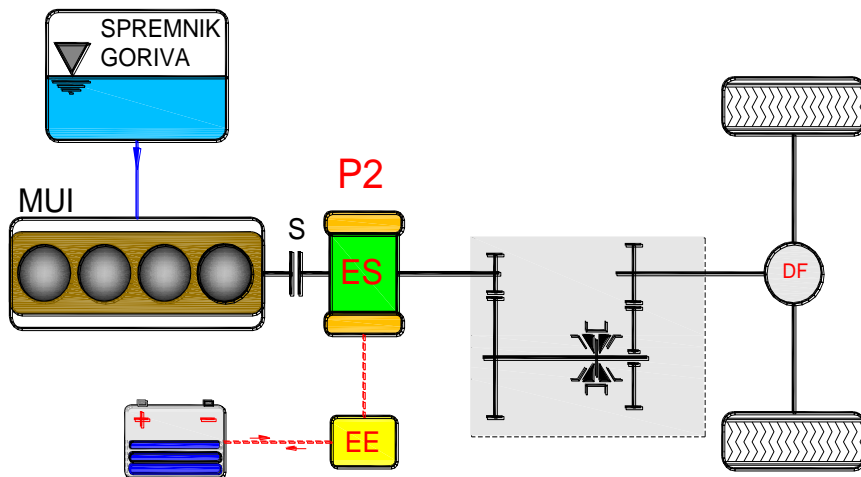 SPREMNIK
GORIVA
P2
MUI
S
ES
DF
+ −
EE